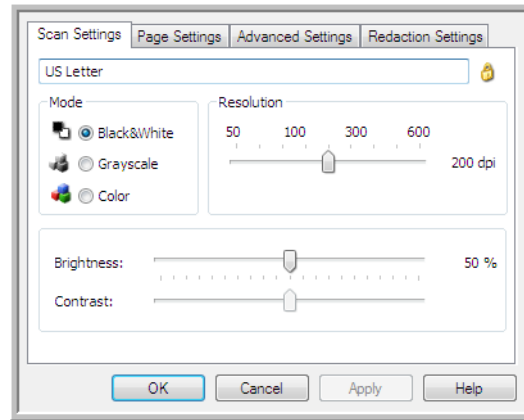 Scan Settings Page Settings Advanced Settings Redaction Settings
US Letter
Mode Resolution
Black&White
Grayscale
Color
50 100 300 600
200 dpi
Brightness: 50 %
Contrast:
OK Cancel Apply Help